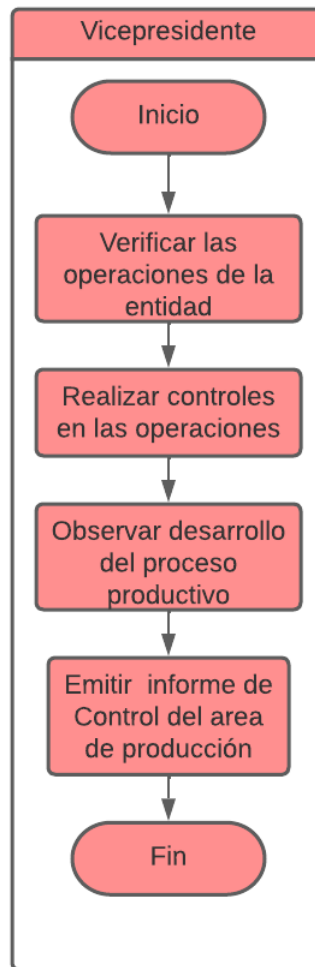 Vicepresidente
Inicio
Verificar las
operaciones de la
entidad
Realizar controles
en las operaciones
Observar desarrollo
del proceso
productivo
Emitir  informe de
Control del area
de producción
Fin